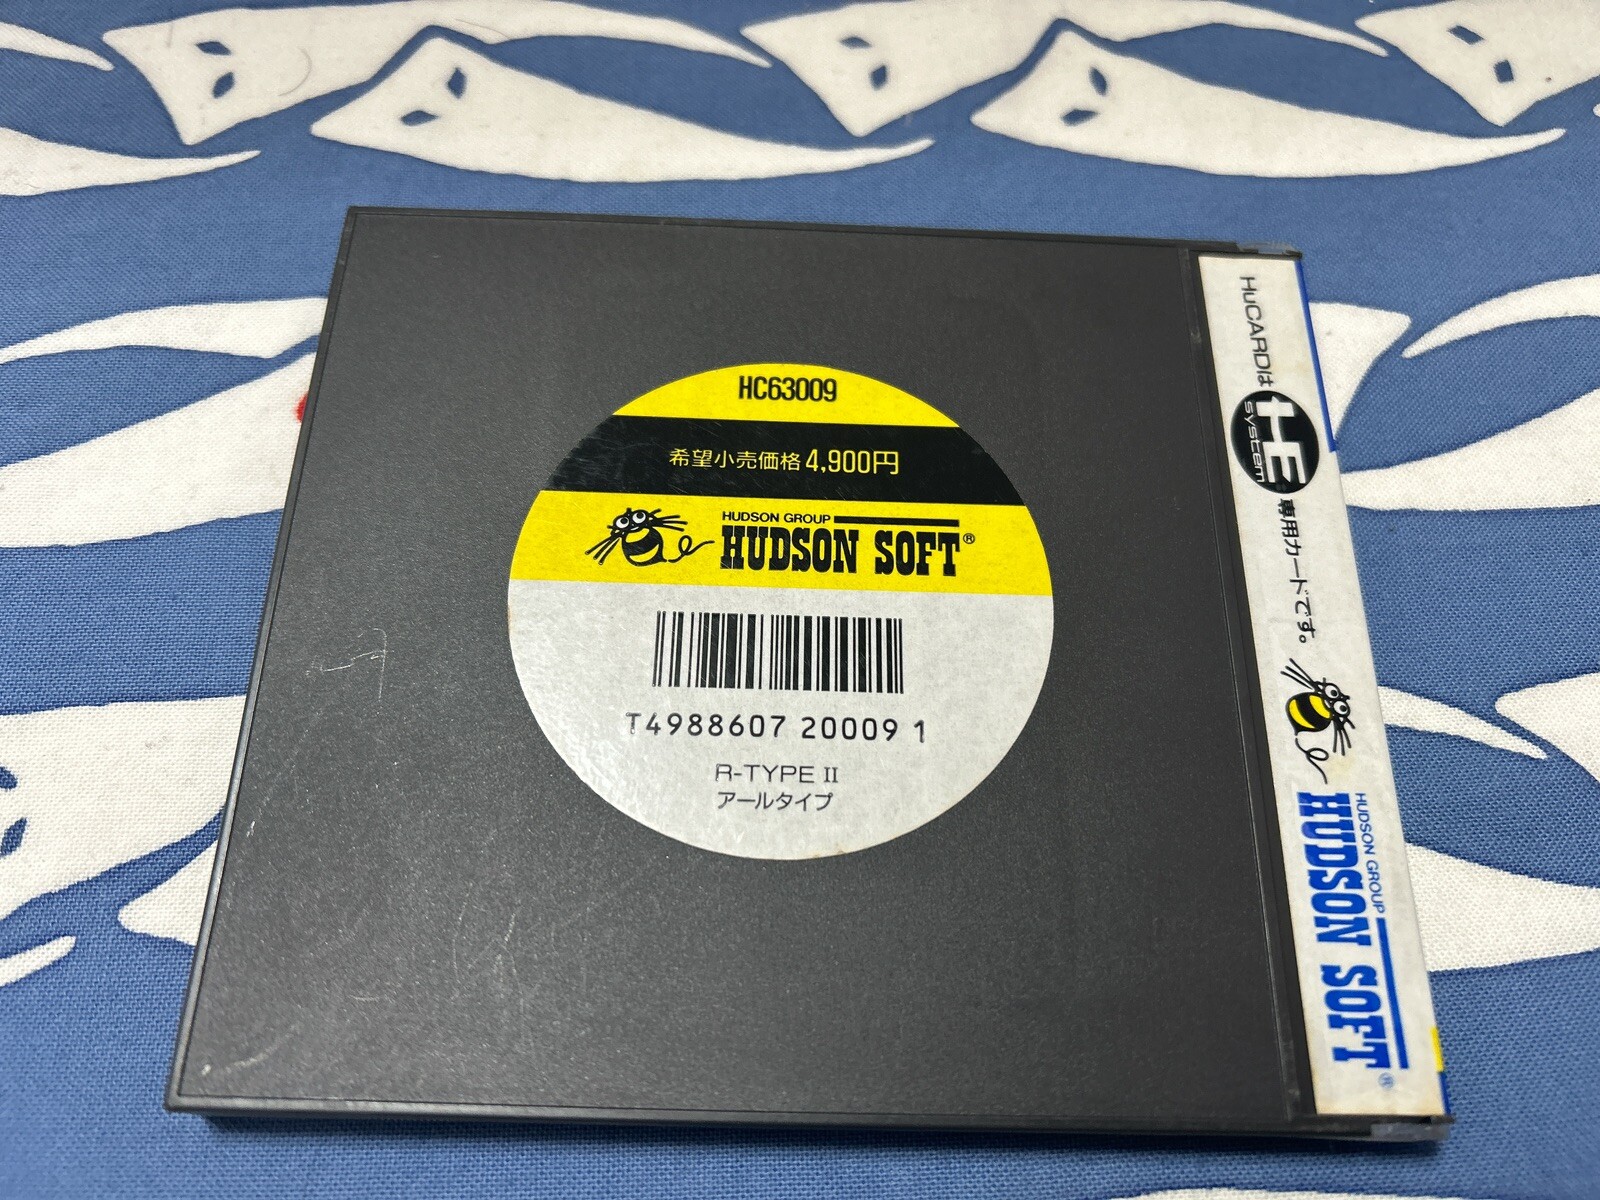 HC63009
希望小売価格4,900円
HUDSON GROUP
HUDSON SOFT®
T4988607 20009 1
R-TYPE II
アールタイプ
HuCARDは HE system 専用カードです。
HUDSON GROUP
HUDSON SOFT®